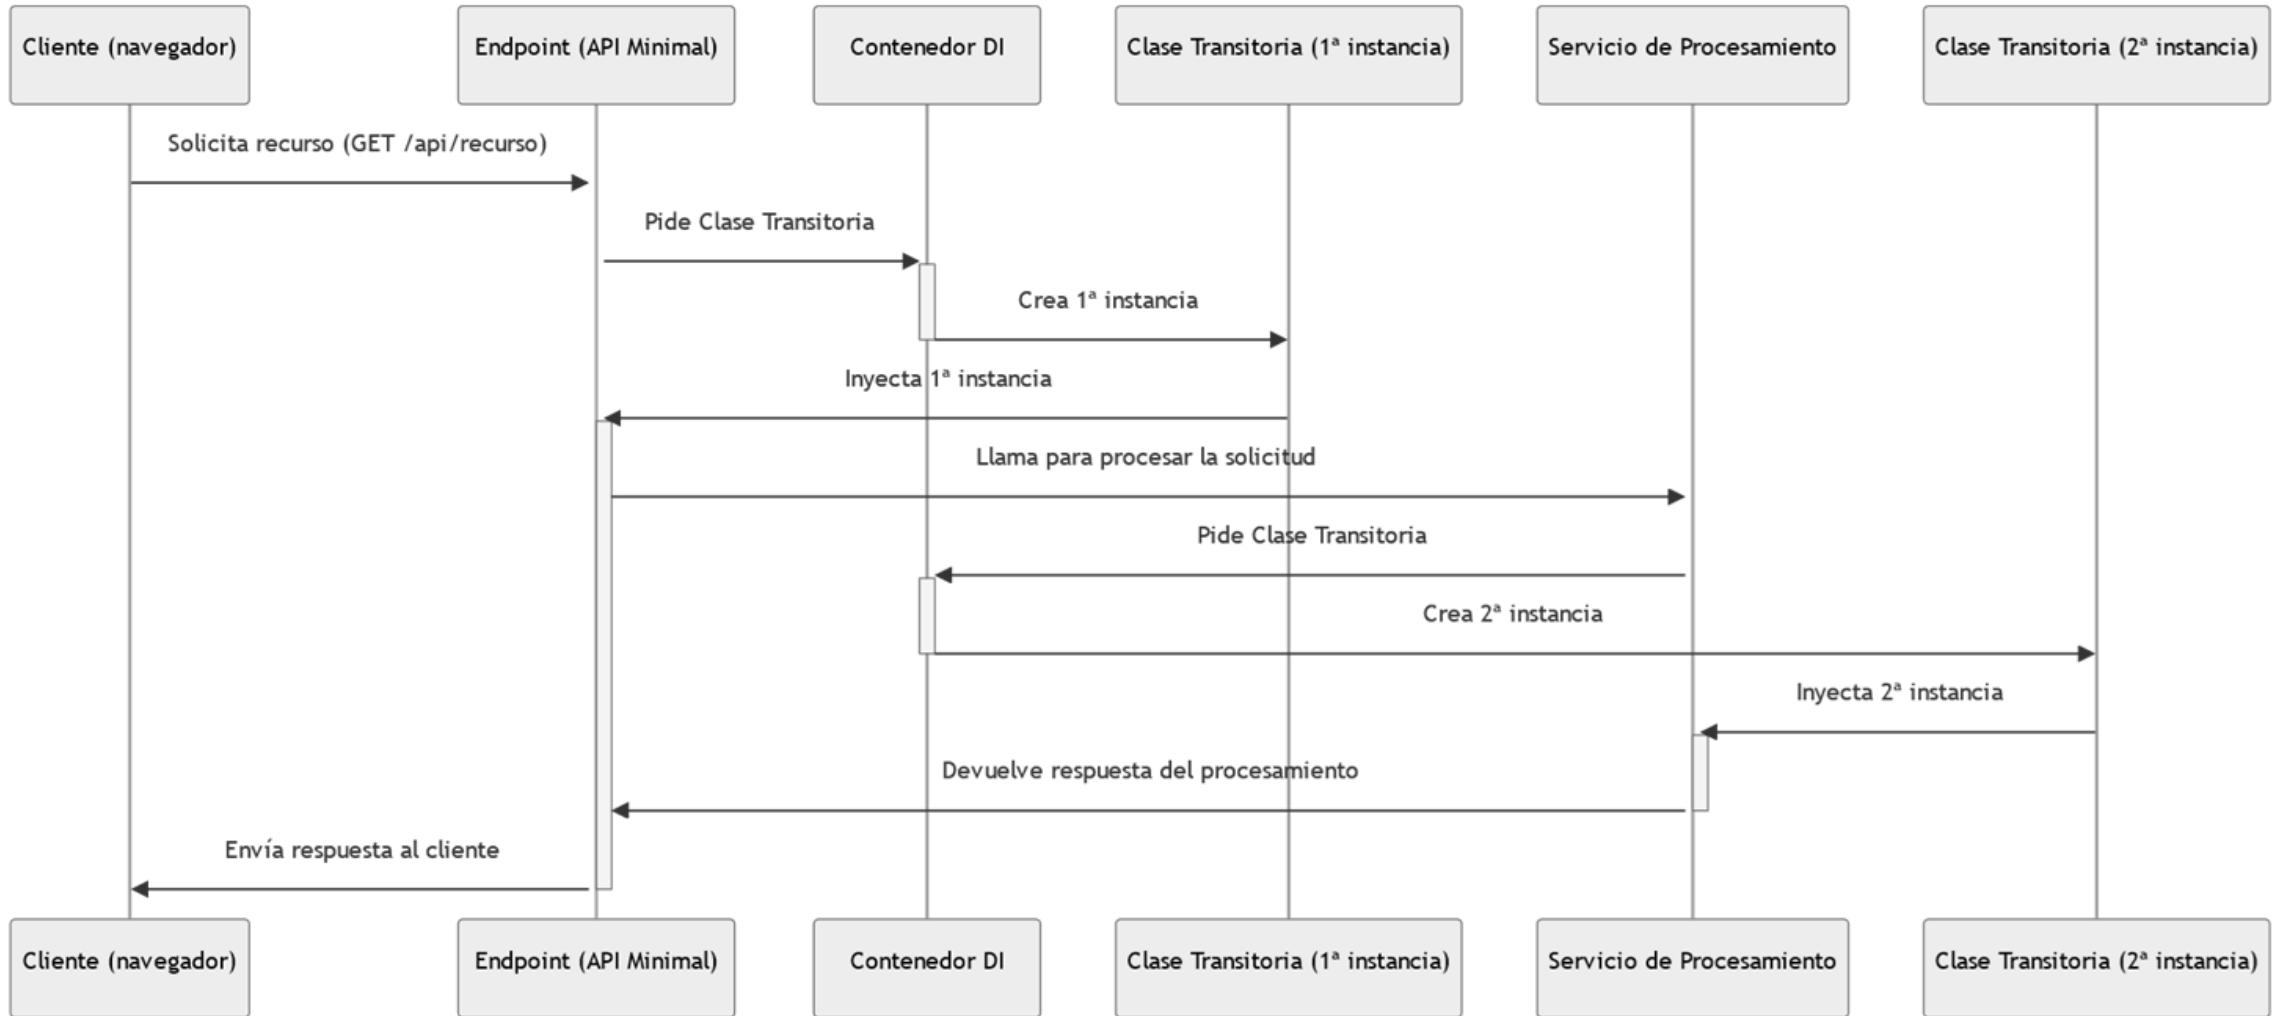 Cliente (navegador)
Endpoint (API Minimal)
Contenedor DI
Clase Transitoria (1ª instancia)
Servicio de Procesamiento
Clase Transitoria (2ª instancia)
Solicita recurso (GET /api/recurso)
Pide Clase Transitoria
Crea 1ª instancia
Inyecta 1ª instancia
Llama para procesar la solicitud
Pide Clase Transitoria
Crea 2ª instancia
Inyecta 2ª instancia
Devuelve respuesta del procesamiento
Envía respuesta al cliente
Cliente (navegador)
Endpoint (API Minimal)
Contenedor DI
Clase Transitoria (1ª instancia)
Servicio de Procesamiento
Clase Transitoria (2ª instancia)